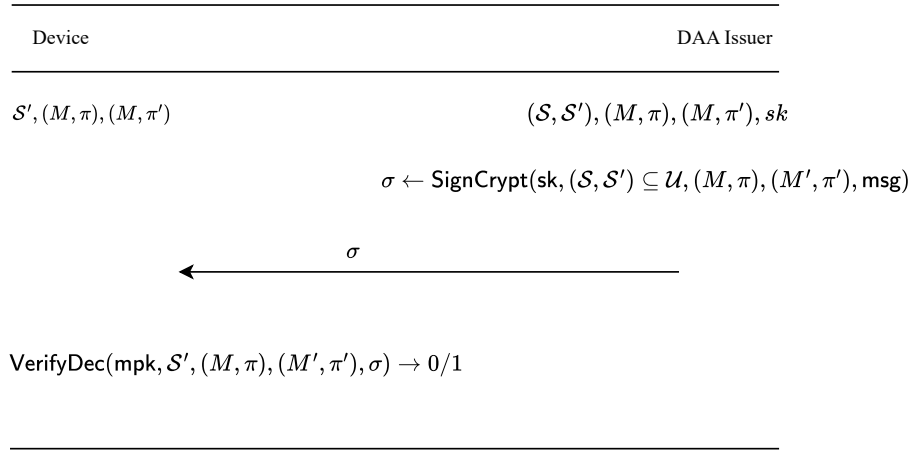 Device DAA Issuer
𝒮′, (M, π), (M, π′) (𝒮, 𝒮′), (M, π), (M, π′), sk
σ ← SignCrypt(sk, (𝒮, 𝒮′) ⊆ 𝒰, (M, π), (M′, π′), msg)
σ
VerifyDec(mpk, 𝒮′, (M, π), (M′, π′), σ) → 0/1